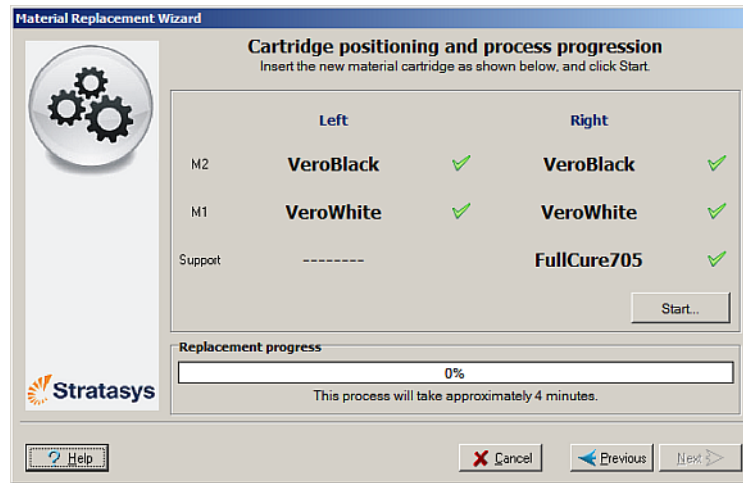 Material Replacement Wizard
Cartridge positioning and process progression
Insert the new material cartridge as shown below, and click Start.
Left Right
M2 VeroBlack VeroBlack
M1 VeroWhite VeroWhite
Support -------- FullCure705
Start...
Replacement progress
0%
This process will take approximately 4 minutes.
Stratasys
? Help Cancel Previous Next